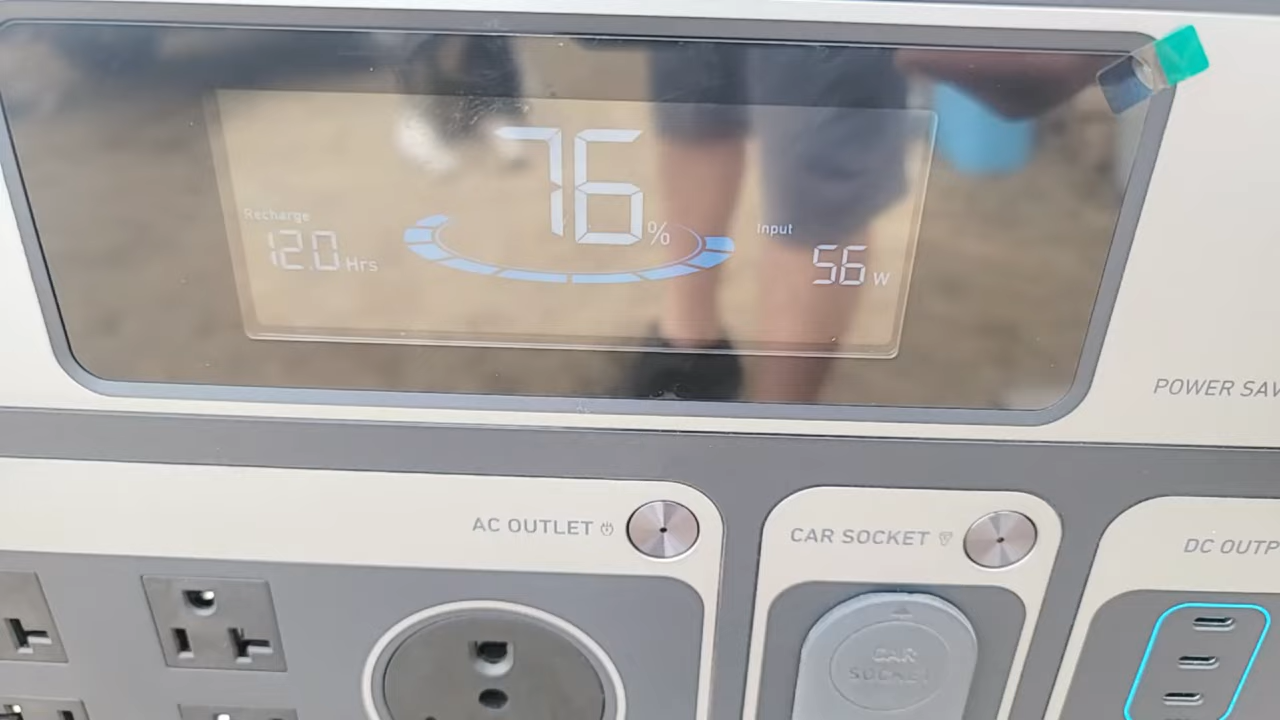 76%
Recharge
12.0 Hrs
Input
56 W
POWER SAV
AC OUTLET
CAR SOCKET
DC OUTP
CAR
SOCKET